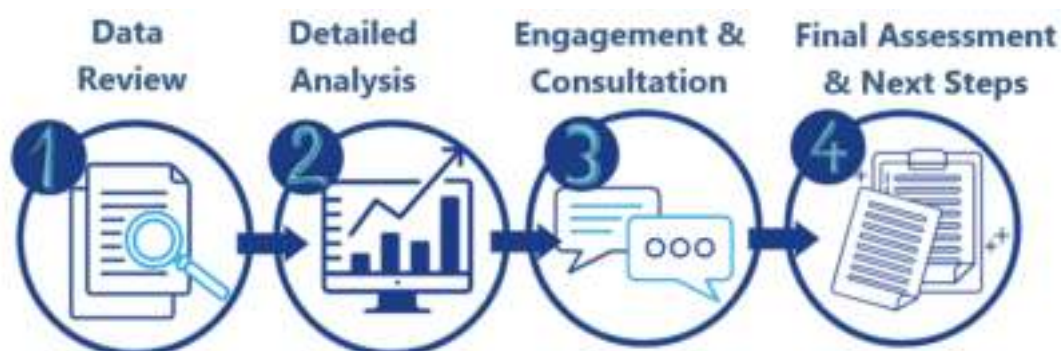 Data
Review
Detailed
Analysis
Engagement &
Consultation
Final Assessment
& Next Steps
1
2
3
4